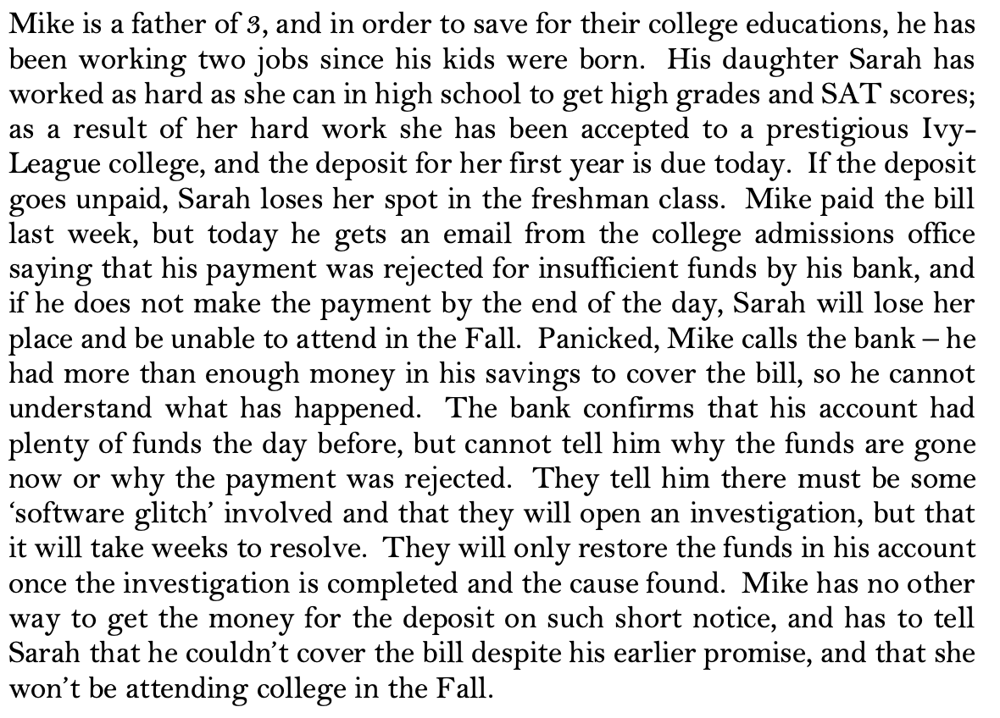 Mike is a father of 3, and in order to save for their college educations, he has
been working two jobs since his kids were born.  His daughter Sarah has
worked as hard as she can in high school to get high grades and SAT scores;
as a result of her hard work she has been accepted to a prestigious Ivy-
League college, and the deposit for her first year is due today.  If the deposit
goes unpaid, Sarah loses her spot in the freshman class.  Mike paid the bill
last week, but today he gets an email from the college admissions office
saying that his payment was rejected for insufficient funds by his bank, and
if he does not make the payment by the end of the day, Sarah will lose her
place and be unable to attend in the Fall.  Panicked, Mike calls the bank – he
had more than enough money in his savings to cover the bill, so he cannot
understand what has happened.  The bank confirms that his account had
plenty of funds the day before, but cannot tell him why the funds are gone
now or why the payment was rejected.  They tell him there must be some
‘software glitch’ involved and that they will open an investigation, but that
it will take weeks to resolve.  They will only restore the funds in his account
once the investigation is completed and the cause found.  Mike has no other
way to get the money for the deposit on such short notice, and has to tell
Sarah that he couldn’t cover the bill despite his earlier promise, and that she
won’t be attending college in the Fall.